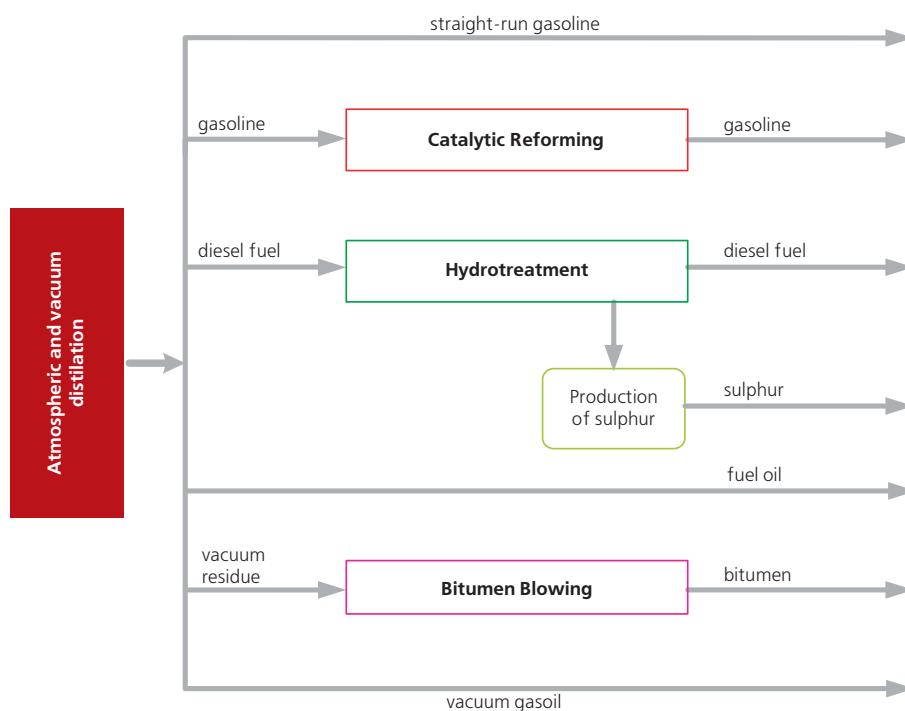 straight-run gasoline
gasoline
Catalytic Reforming
gasoline
diesel fuel
Hydrotreatment
diesel fuel
Atmospheric and vacuum
distilation
Production
of sulphur
sulphur
fuel oil
vacuum
residue
Bitumen Blowing
bitumen
vacuum gasoil